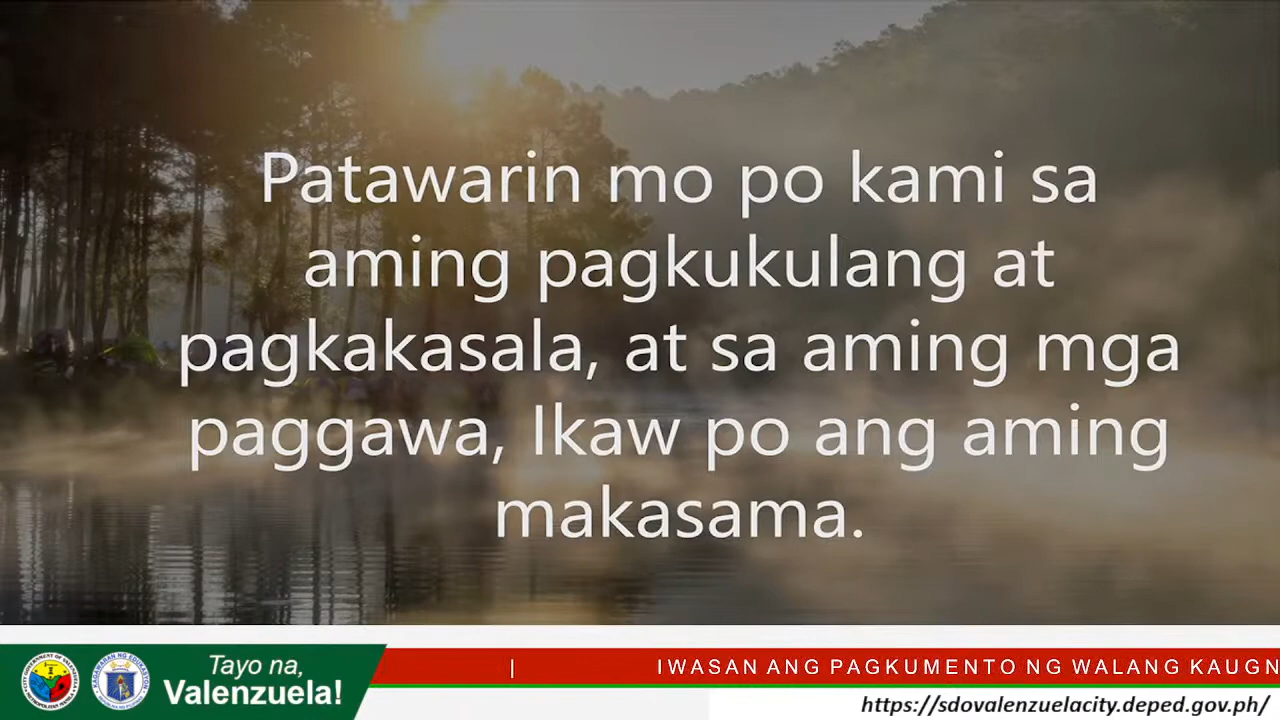 Patawarin mo po kami sa
aming pagkukulang at
pagkakasala, at sa aming mga
paggawa, Ikaw po ang aming
makasama.
Tayo na,
Valenzuela!
| IWASAN ANG PAGKUMENTO NG WALANG KAUGN
https://sdovalenzuelacity.deped.gov.ph/